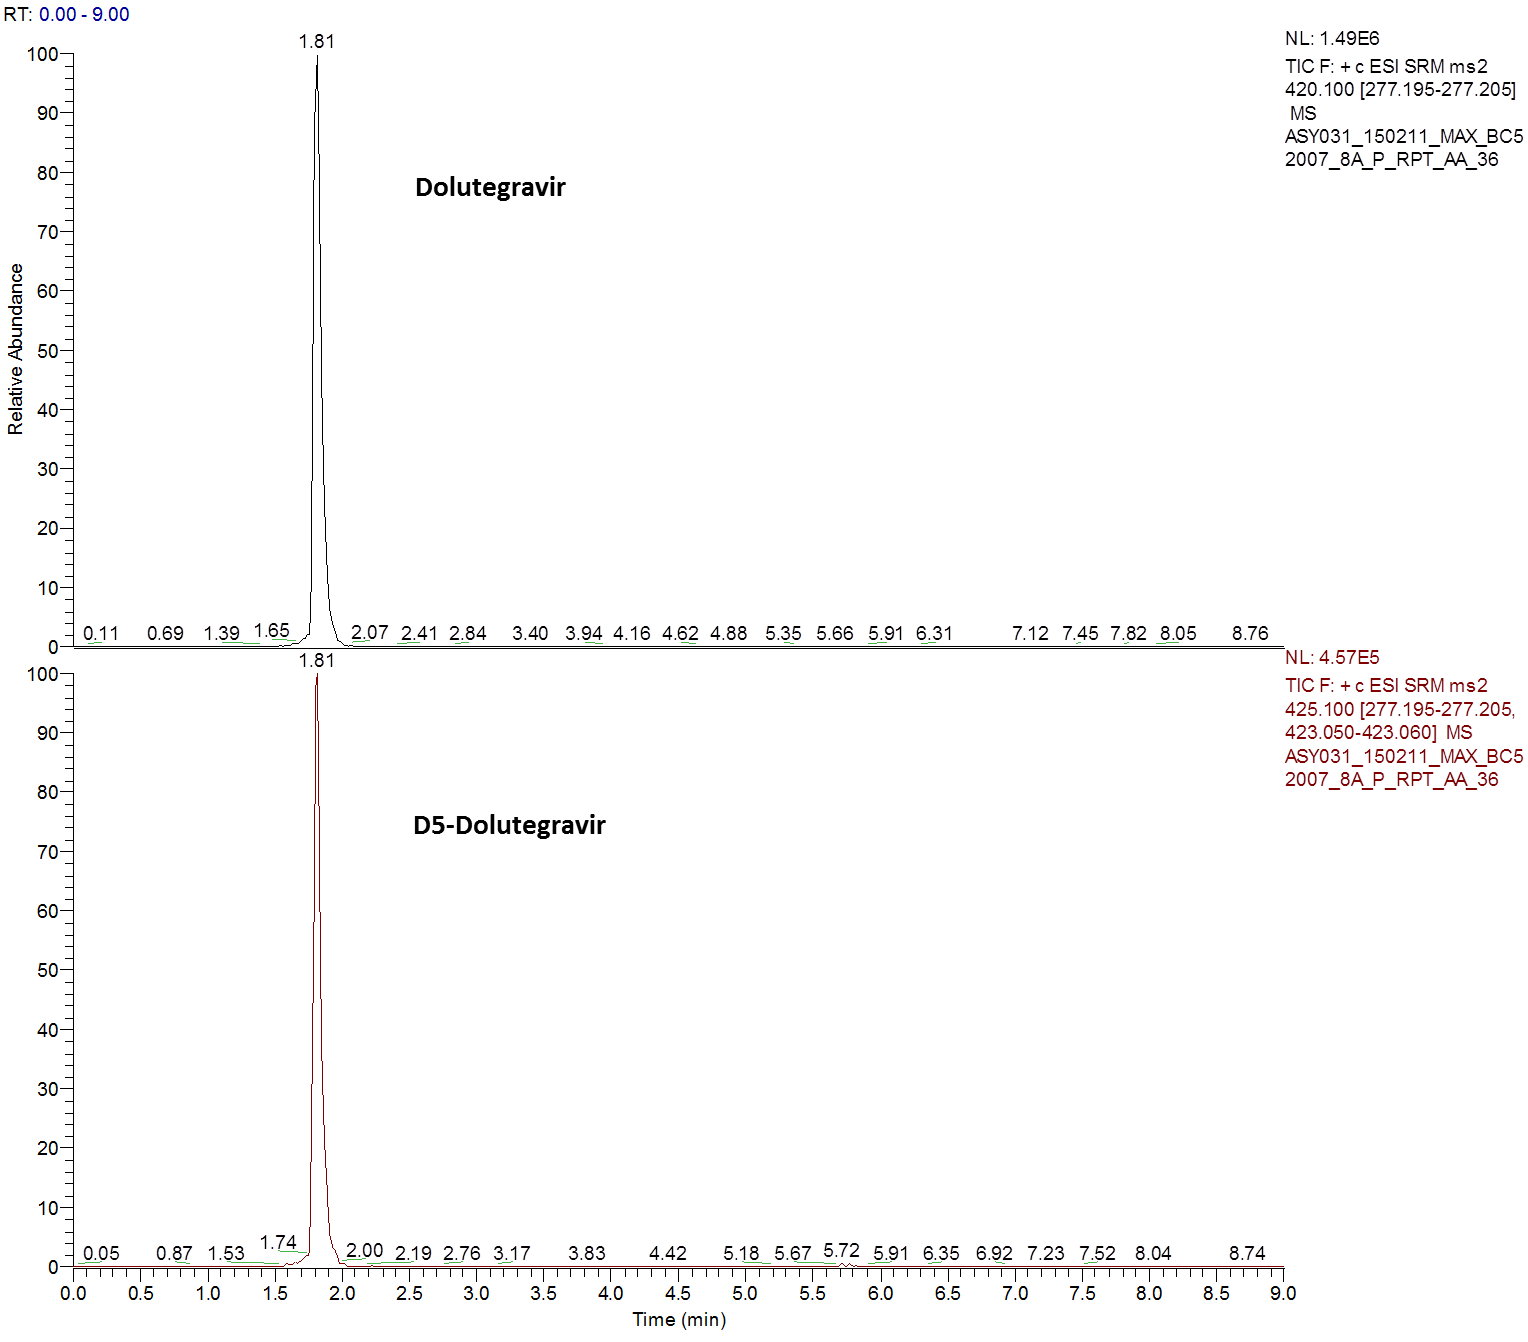 RT: 0.00 - 9.00
1.81
NL: 1.49E6
TIC F: + c ESI SRM ms2
420.100 [277.195-277.205]
MS
ASY031_150211_MAX_BC5
2007_8A_P_RPT_AA_36
100
90
80
70
60
50
40
30
20
10
0
Relative Abundance
Dolutegravir
0.11 0.69 1.39 1.65 2.07 2.41 2.84 3.40 3.94 4.16 4.62 4.88 5.35 5.66 5.91 6.31 7.12 7.45 7.82 8.05 8.76
1.81
NL: 4.57E5
TIC F: + c ESI SRM ms2
425.100 [277.195-277.205,
423.050-423.060] MS
ASY031_150211_MAX_BC5
2007_8A_P_RPT_AA_36
100
90
80
70
60
50
40
30
20
10
0
D5-Dolutegravir
0.05 0.87 1.53 1.74 2.00 2.19 2.76 3.17 3.83 4.42 5.18 5.67 5.72 5.91 6.35 6.92 7.23 7.52 8.04 8.74
0.0 0.5 1.0 1.5 2.0 2.5 3.0 3.5 4.0 4.5 5.0 5.5 6.0 6.5 7.0 7.5 8.0 8.5 9.0
Time (min)